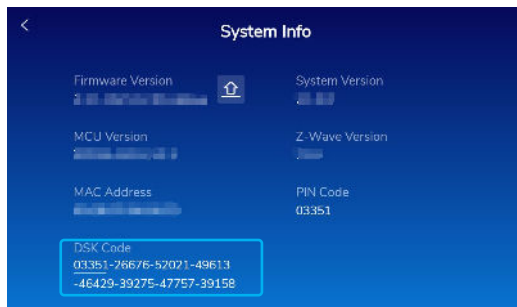 System Info
Firmware Version
System Version
MCU Version
Z-Wave Version
MAC Address
PIN Code
03351
DSK Code
03351-26676-52021-49613
-46429-39275-47757-39158